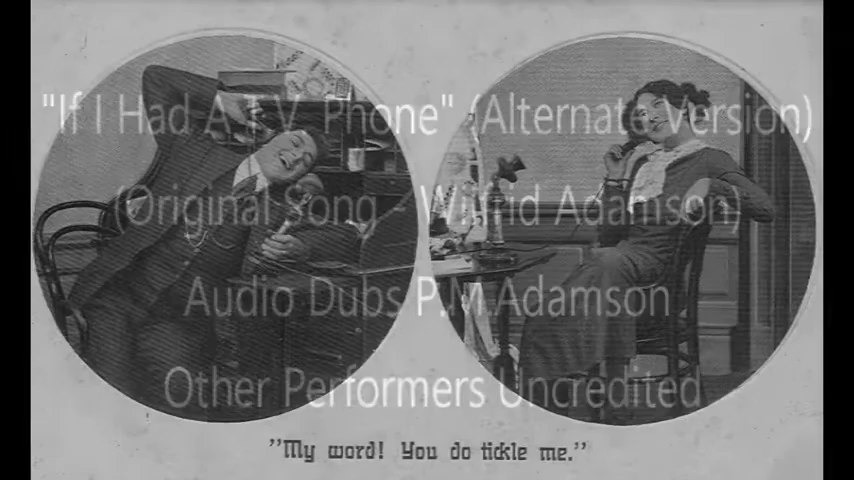 "If I Had A T.V. Phone" (Alternate Version)
(Original Song Wilfrid Adamson)
Audio Dubs P.M.Adamson
Other Performers Uncredited
"My word! You do tickle me."